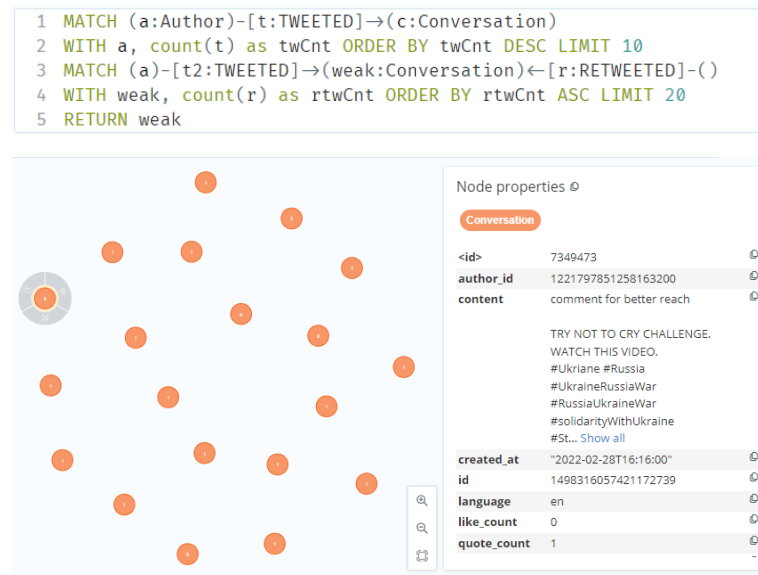 1 MATCH (a:Author)-[t:TWEETED]→(c:Conversation)
2 WITH a, count(t) as twCnt ORDER BY twCnt DESC LIMIT 10
3 MATCH (a)-[t2:TWEETED]→(weak:Conversation)←[r:RETWEETED]-()
4 WITH weak, count(r) as rtwCnt ORDER BY rtwCnt ASC LIMIT 20
5 RETURN weak
Node properties
Conversation
<id> 7349473
author_id 1221797851258163200
content comment for better reach
TRY NOT TO CRY CHALLENGE.
WATCH THIS VIDEO.
#Ukriane #Russia
#UkraineRussiaWar
#RussiaUkraineWar
#solidarityWithUkraine
#St... Show all
created_at "2022-02-28T16:16:00"
id 1498316057421172739
language en
like_count 0
quote_count 1